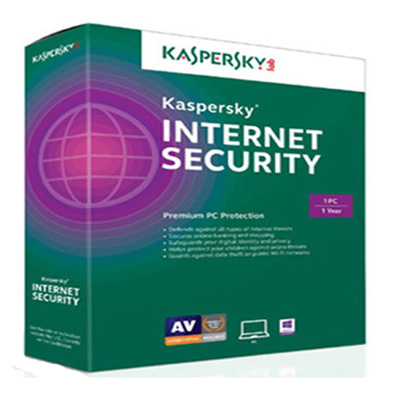 KASPERSKY lab
Kaspersky®
INTERNET
SECURITY
1 PC
1 Year
Premium PC Protection
• Defends against all types of Internet threats
• Secures online banking and shopping
• Safeguards your digital identity and privacy
• Helps protect your children against online threats
• Guards against data theft on public Wi-Fi networks
AV
PC
Kaspersky®
INTERNET
SECURITY